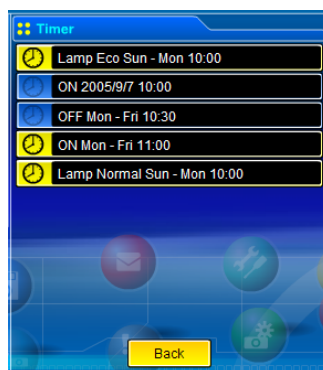 Timer
Lamp Eco Sun - Mon 10:00
ON 2005/9/7 10:00
OFF Mon - Fri 10:30
ON Mon - Fri 11:00
Lamp Normal Sun - Mon 10:00
Back